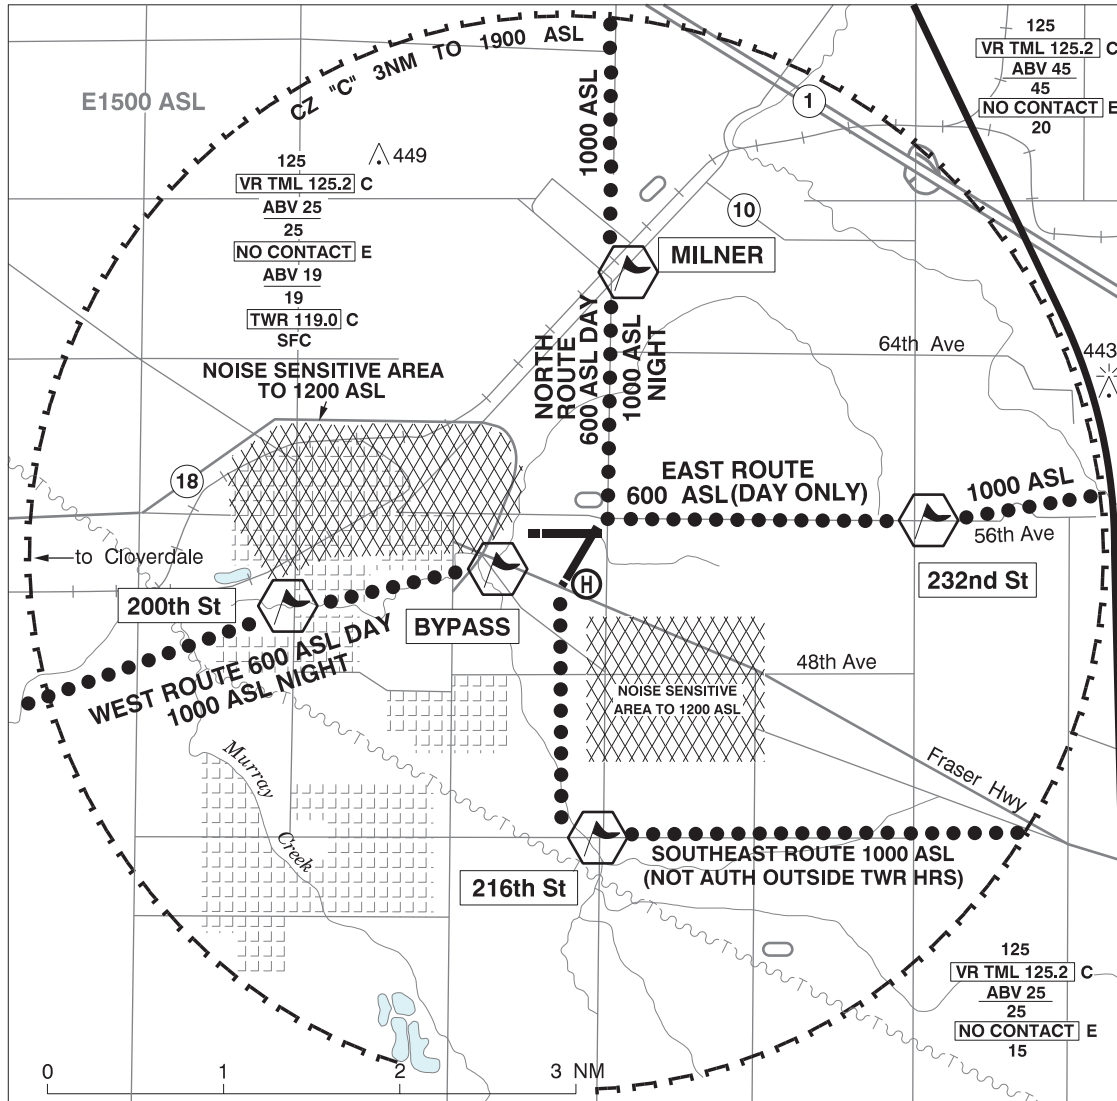 CZ "C" 3NM TO 1900 ASL
E1500 ASL
125
VR TML 125.2 C
ABV 25
25
NO CONTACT E
ABV 19
19
TWR 119.0 C
SFC
449
1000 ASL
1
125
VR TML 125.2 C
ABV 45
45
NO CONTACT E
20
10
MILNER
NORTH
ROUTE
600 ASL DAY
1000 ASL
NIGHT
64th Ave
443
NOISE SENSITIVE AREA
TO 1200 ASL
18
EAST ROUTE
600 ASL (DAY ONLY)
1000 ASL
56th Ave
232nd St
to Cloverdale
200th St
BYPASS
H
WEST ROUTE 600 ASL DAY
1000 ASL NIGHT
48th Ave
NOISE SENSITIVE
AREA TO 1200 ASL
Fraser Hwy
Murray
Creek
SOUTHEAST ROUTE 1000 ASL
(NOT AUTH OUTSIDE TWR HRS)
216th St
125
VR TML 125.2 C
ABV 25
25
NO CONTACT E
15
0 1 2 3 NM